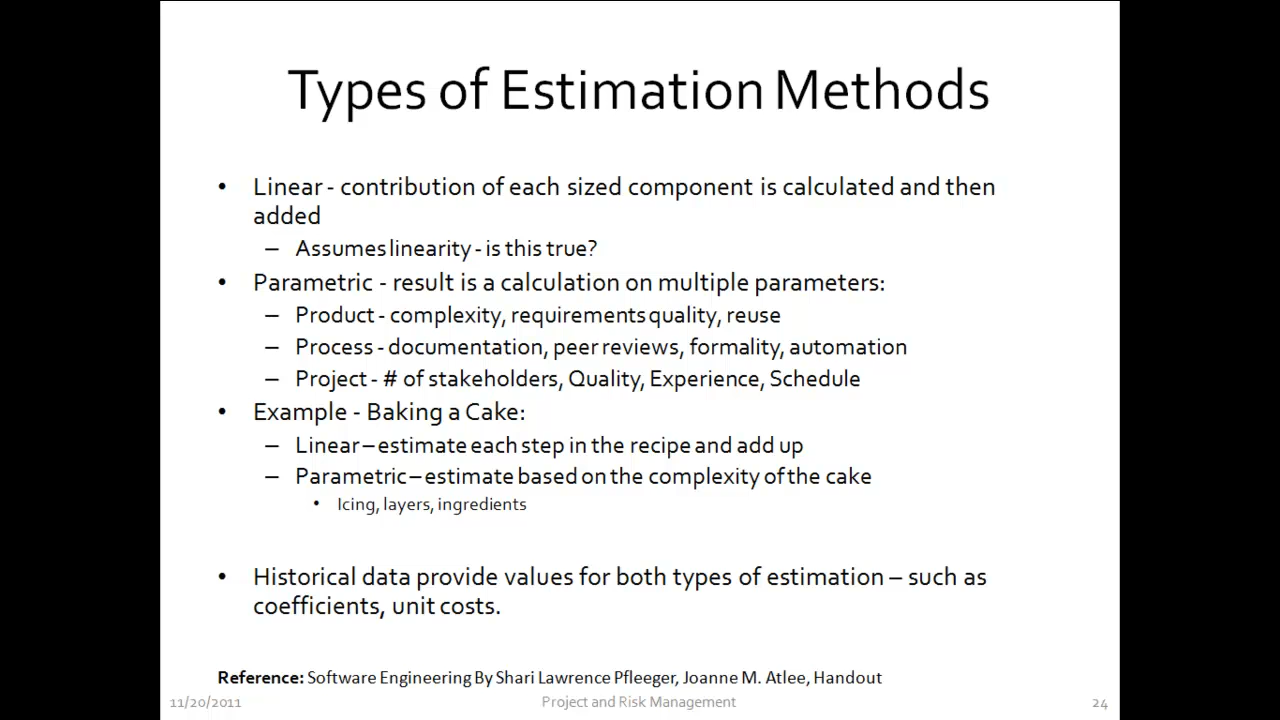 Types of Estimation Methods
• Linear - contribution of each sized component is calculated and then
added
– Assumes linearity - is this true?
• Parametric - result is a calculation on multiple parameters:
– Product - complexity, requirements quality, reuse
– Process - documentation, peer reviews, formality, automation
– Project - # of stakeholders, Quality, Experience, Schedule
• Example - Baking a Cake:
– Linear – estimate each step in the recipe and add up
– Parametric – estimate based on the complexity of the cake
• Icing, layers, ingredients
• Historical data provide values for both types of estimation – such as
coefficients, unit costs.
Reference: Software Engineering By Shari Lawrence Pfleeger, Joanne M. Atlee, Handout
11/20/2011 Project and Risk Management 24